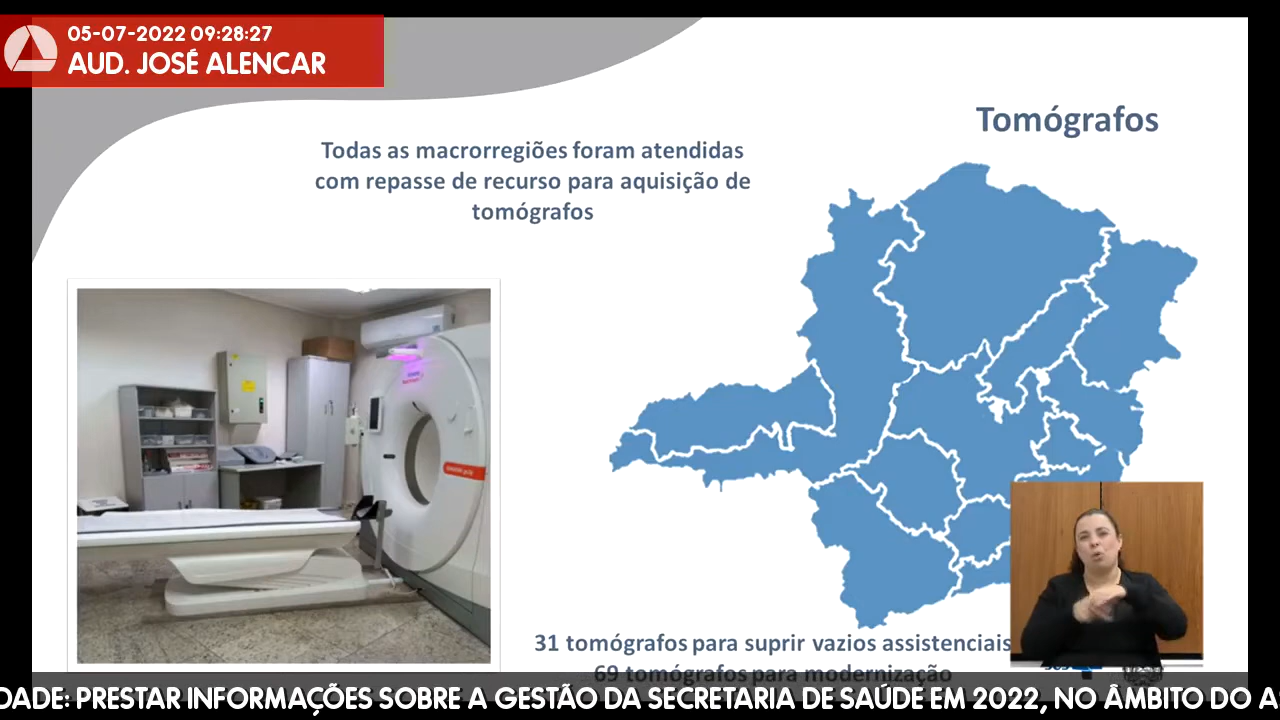 05-07-2022 09:28:27
AUD. JOSÉ ALENCAR
Tomógrafos
Todas as macrorregiões foram atendidas
com repasse de recurso para aquisição de
tomógrafos
31 tomógrafos para suprir vazios assistenciais
69 tomógrafos para modernização
DADE: PRESTAR INFORMAÇÕES SOBRE A GESTÃO DA SECRETARIA DE SAÚDE EM 2022, NO ÂMBITO DO A